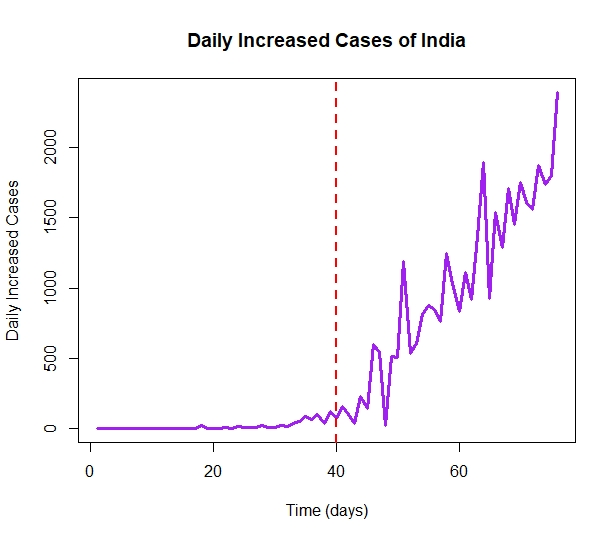 Daily Increased Cases of India
Daily Increased Cases
2000
1500
1000
500
0
0 20 40 60
Time (days)